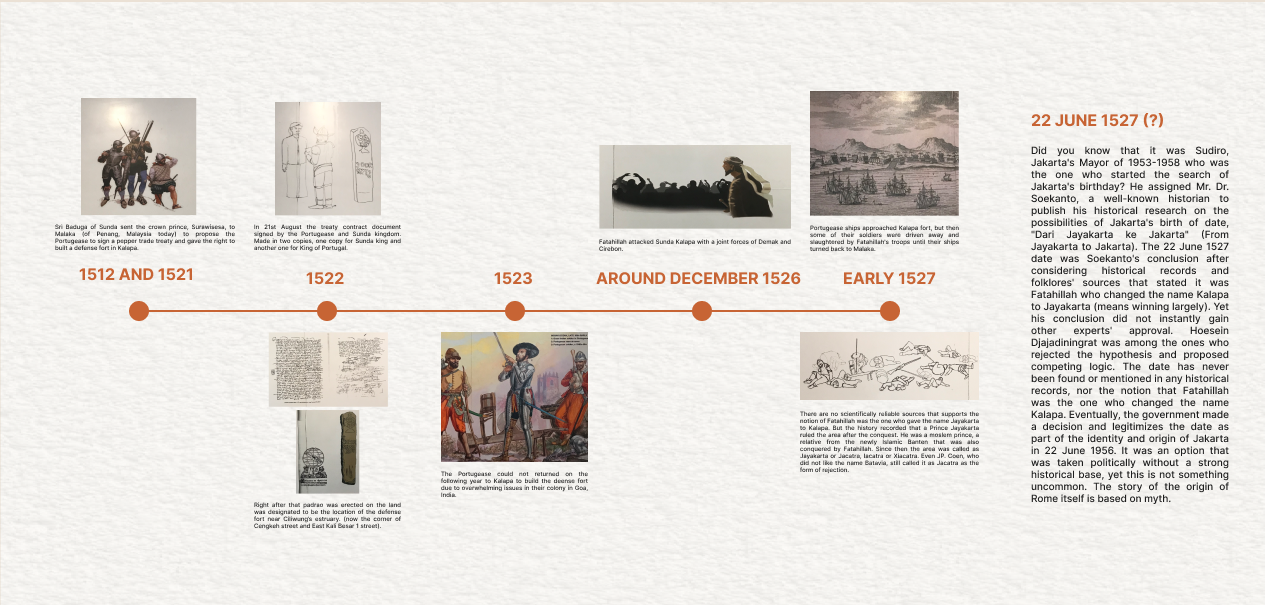 Sri Baduga of Sunda sent the crown prince, Surawisesa, to
Malaka (of Penang, Malaysia today) to propose the
Portugease to sign a pepper trade treaty and gave the right to
built a defense fort in Kalapa.
1512 AND 1521
In 21st August the treaty contract document
signed by the Portugease and Sunda kingdom.
Made in two copies, one copy for Sunda king and
another one for King of Portugal.
1522
Right after that padrao was erected on the land
was designated to be the location of the defense
fort near Ciliwung's estruary. (now the corner of
Cengkeh street and East Kali Besar 1 street).
1523
The Portugease could not returned on the
following year to Kalapa to build the deense fort
due to overwhelming issues in their colony in Goa,
India.
Fatahillah attacked Sunda Kalapa with a joint forces of Demak and
Cirebon.
AROUND DECEMBER 1526
Portugease ships approached Kalapa fort, but then
some of their soldiers were driven away and
slaughtered by Fatahillah's troops until their ships
turned back to Malaka.
EARLY 1527
There are no scientifically reliable sources that supports the
notion of Fatahillah was the one who gave the name Jayakarta
to Kalapa. But the history recorded that a Prince Jayakarta
ruled the area after the conquest. He was a moslem prince, a
relative from the newly Islamic Banten that was also
conquered by Fatahillah. Since then the area was called as
Jayakarta or Jacatra, Iacatra or Xiacatra. Even JP. Coen, who
did not like the name Batavia, still called it as Jacatra as the
form of rejection.
22 JUNE 1527 (?)
Did you know that it was Sudiro,
Jakarta's Mayor of 1953-1958 who was
the one who started the search of
Jakarta's birthday? He assigned Mr. Dr.
Soekanto, a well-known historian to
publish his historical research on the
possibilities of Jakarta's birth of date,
"Dari Jayakarta ke Jakarta" (From
Jayakarta to Jakarta). The 22 June 1527
date was Soekanto's conclusion after
considering historical records and
folklores' sources that stated it was
Fatahillah who changed the name Kalapa
to Jayakarta (means winning largely). Yet
his conclusion did not instantly gain
other experts' approval. Hoesein
Djajadiningrat was among the ones who
rejected the hypothesis and proposed
competing logic. The date has never
been found or mentioned in any historical
records, nor the notion that Fatahillah
was the one who changed the name
Kalapa. Eventually, the government made
a decision and legitimizes the date as
part of the identity and origin of Jakarta
in 22 June 1956. It was an option that
was taken politically without a strong
historical base, yet this is not something
uncommon. The story of the origin of
Rome itself is based on myth.